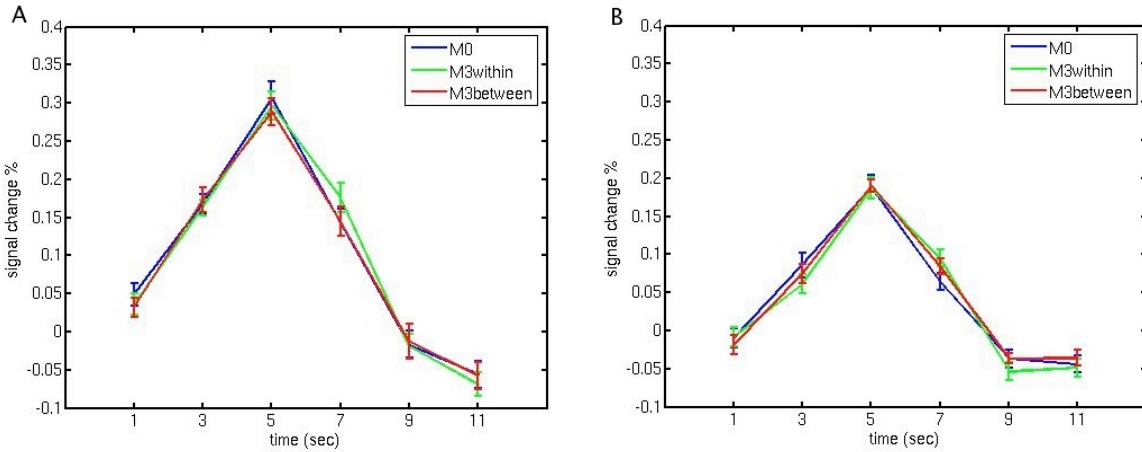 A
0.4
0.35
0.3
0.25
0.2
0.15
0.1
0.05
0
-0.05
-0.1
signal change %
1 3 5 7 9 11
time (sec)
M0
M3within
M3between
B
0.4
0.35
0.3
0.25
0.2
0.15
0.1
0.05
0
-0.05
-0.1
signal change %
1 3 5 7 9 11
time (sec)
M0
M3within
M3between